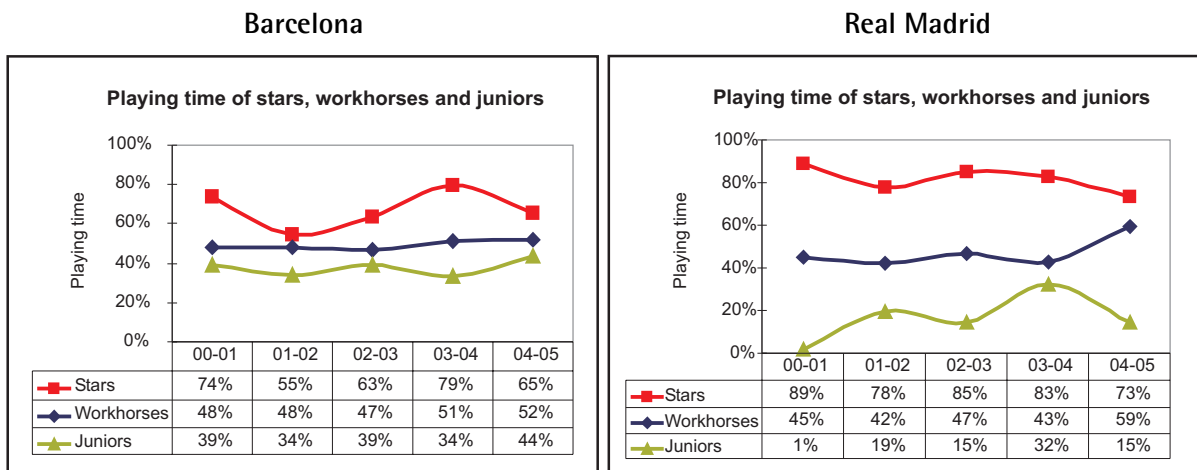 Barcelona
Playing time of stars, workhorses and juniors
100%
80%
60%
40%
20%
0%
Playing time
00-01 01-02 02-03 03-04 04-05
Stars 74% 55% 63% 79% 65%
Workhorses 48% 48% 47% 51% 52%
Juniors 39% 34% 39% 34% 44%
Real Madrid
Playing time of stars, workhorses and juniors
100%
80%
60%
40%
20%
0%
Playing time
00-01 01-02 02-03 03-04 04-05
Stars 89% 78% 85% 83% 73%
Workhorses 45% 42% 47% 43% 59%
Juniors 1% 19% 15% 32% 15%